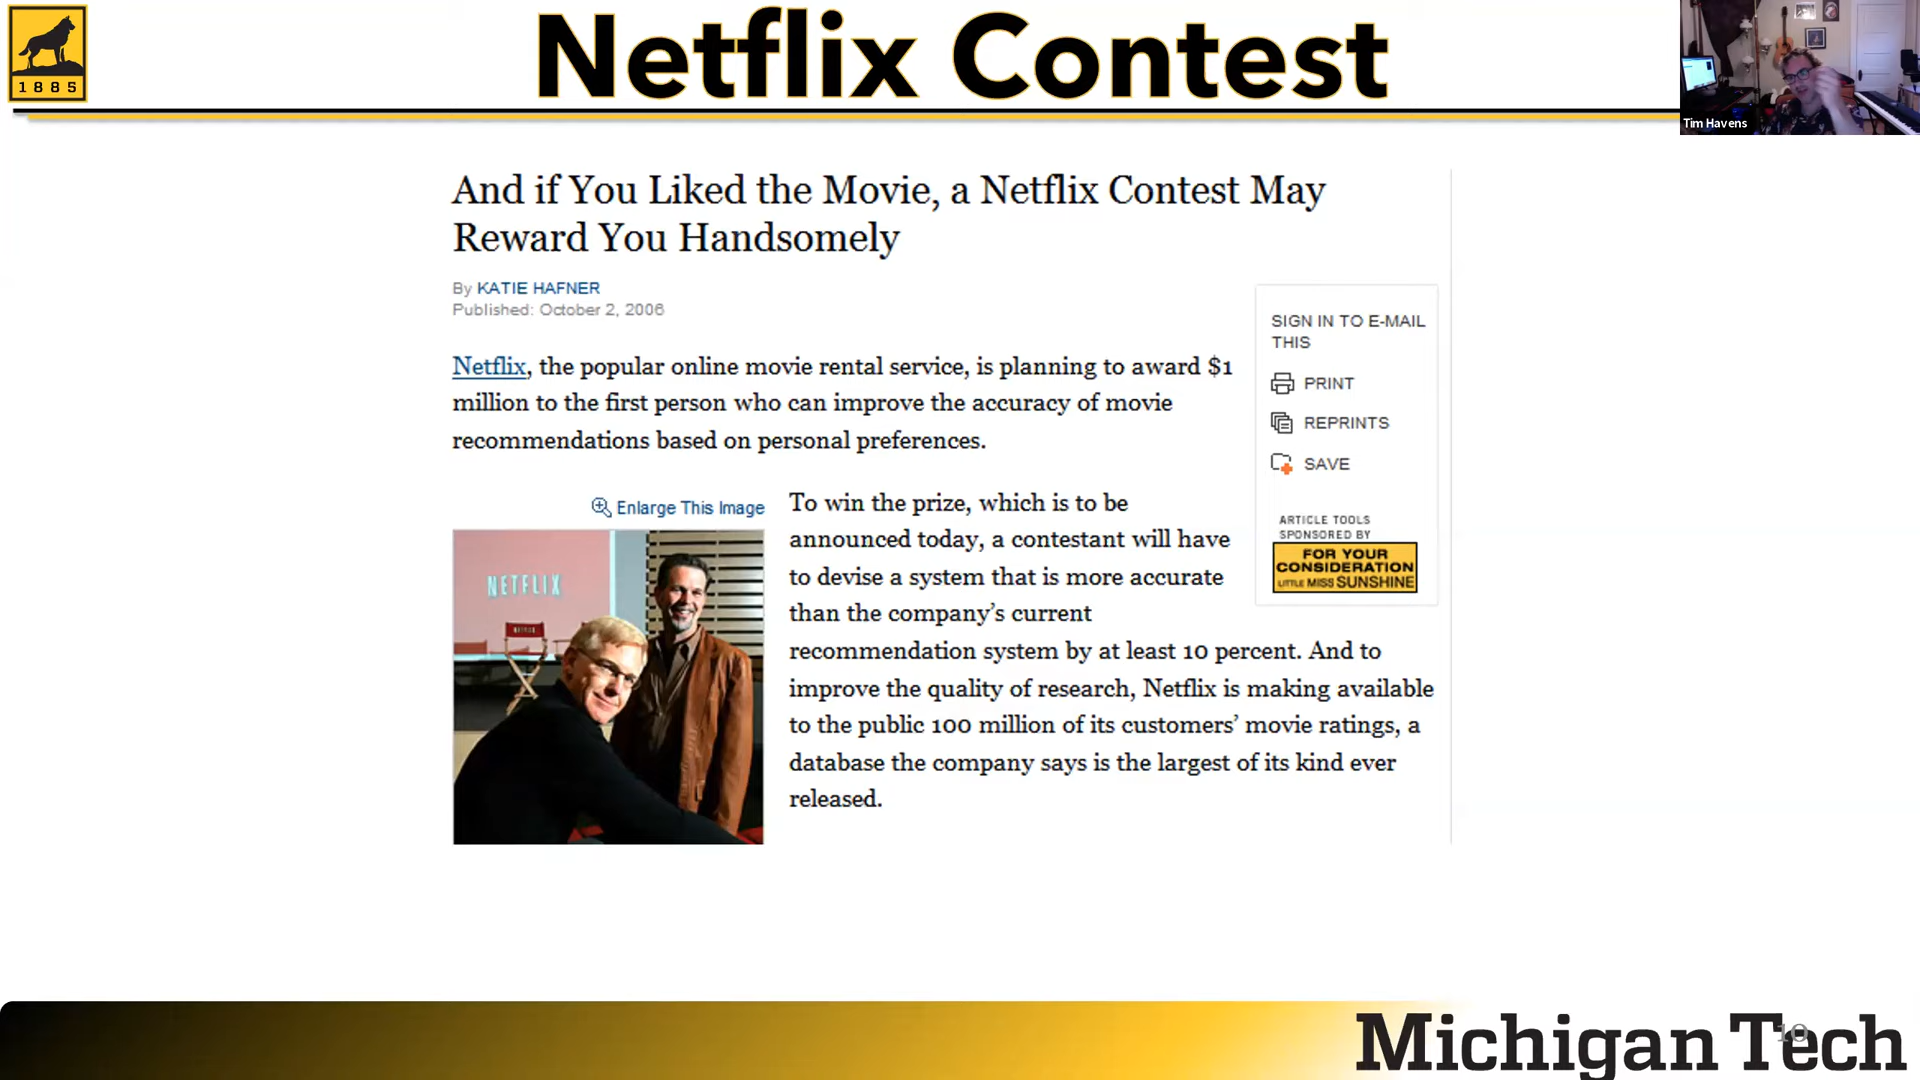 1885
Netflix Contest
Tim Havens
And if You Liked the Movie, a Netflix Contest May
Reward You Handsomely
By KATIE HAFNER
Published: October 2, 2006
Netflix, the popular online movie rental service, is planning to award $1
million to the first person who can improve the accuracy of movie
recommendations based on personal preferences.
SIGN IN TO E-MAIL
THIS
PRINT
REPRINTS
SAVE
ARTICLE TOOLS
SPONSORED BY
FOR YOUR
CONSIDERATION
LITTLE MISS SUNSHINE
Enlarge This Image
NETFLIX
NETFLIX
To win the prize, which is to be
announced today, a contestant will have
to devise a system that is more accurate
than the company's current
recommendation system by at least 10 percent. And to
improve the quality of research, Netflix is making available
to the public 100 million of its customers' movie ratings, a
database the company says is the largest of its kind ever
released.
Michigan Tech
10